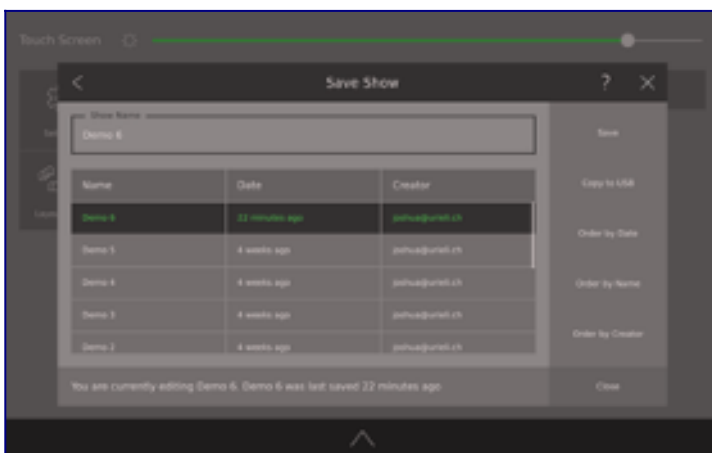 Touch Screen
Save Show
?
Show Name
Demo 6
Save
Name Date Creator
Copy to USB
Demo 6 22 minutes ago joshua@urieli.ch
Order by Date
Demo 5 4 weeks ago joshua@urieli.ch
Demo 4 4 weeks ago joshua@urieli.ch
Order by Name
Demo 3 4 weeks ago joshua@urieli.ch
Order by Creator
Demo 2 4 weeks ago joshua@urieli.ch
You are currently editing Demo 6. Demo 6 was last saved 22 minutes ago
Close